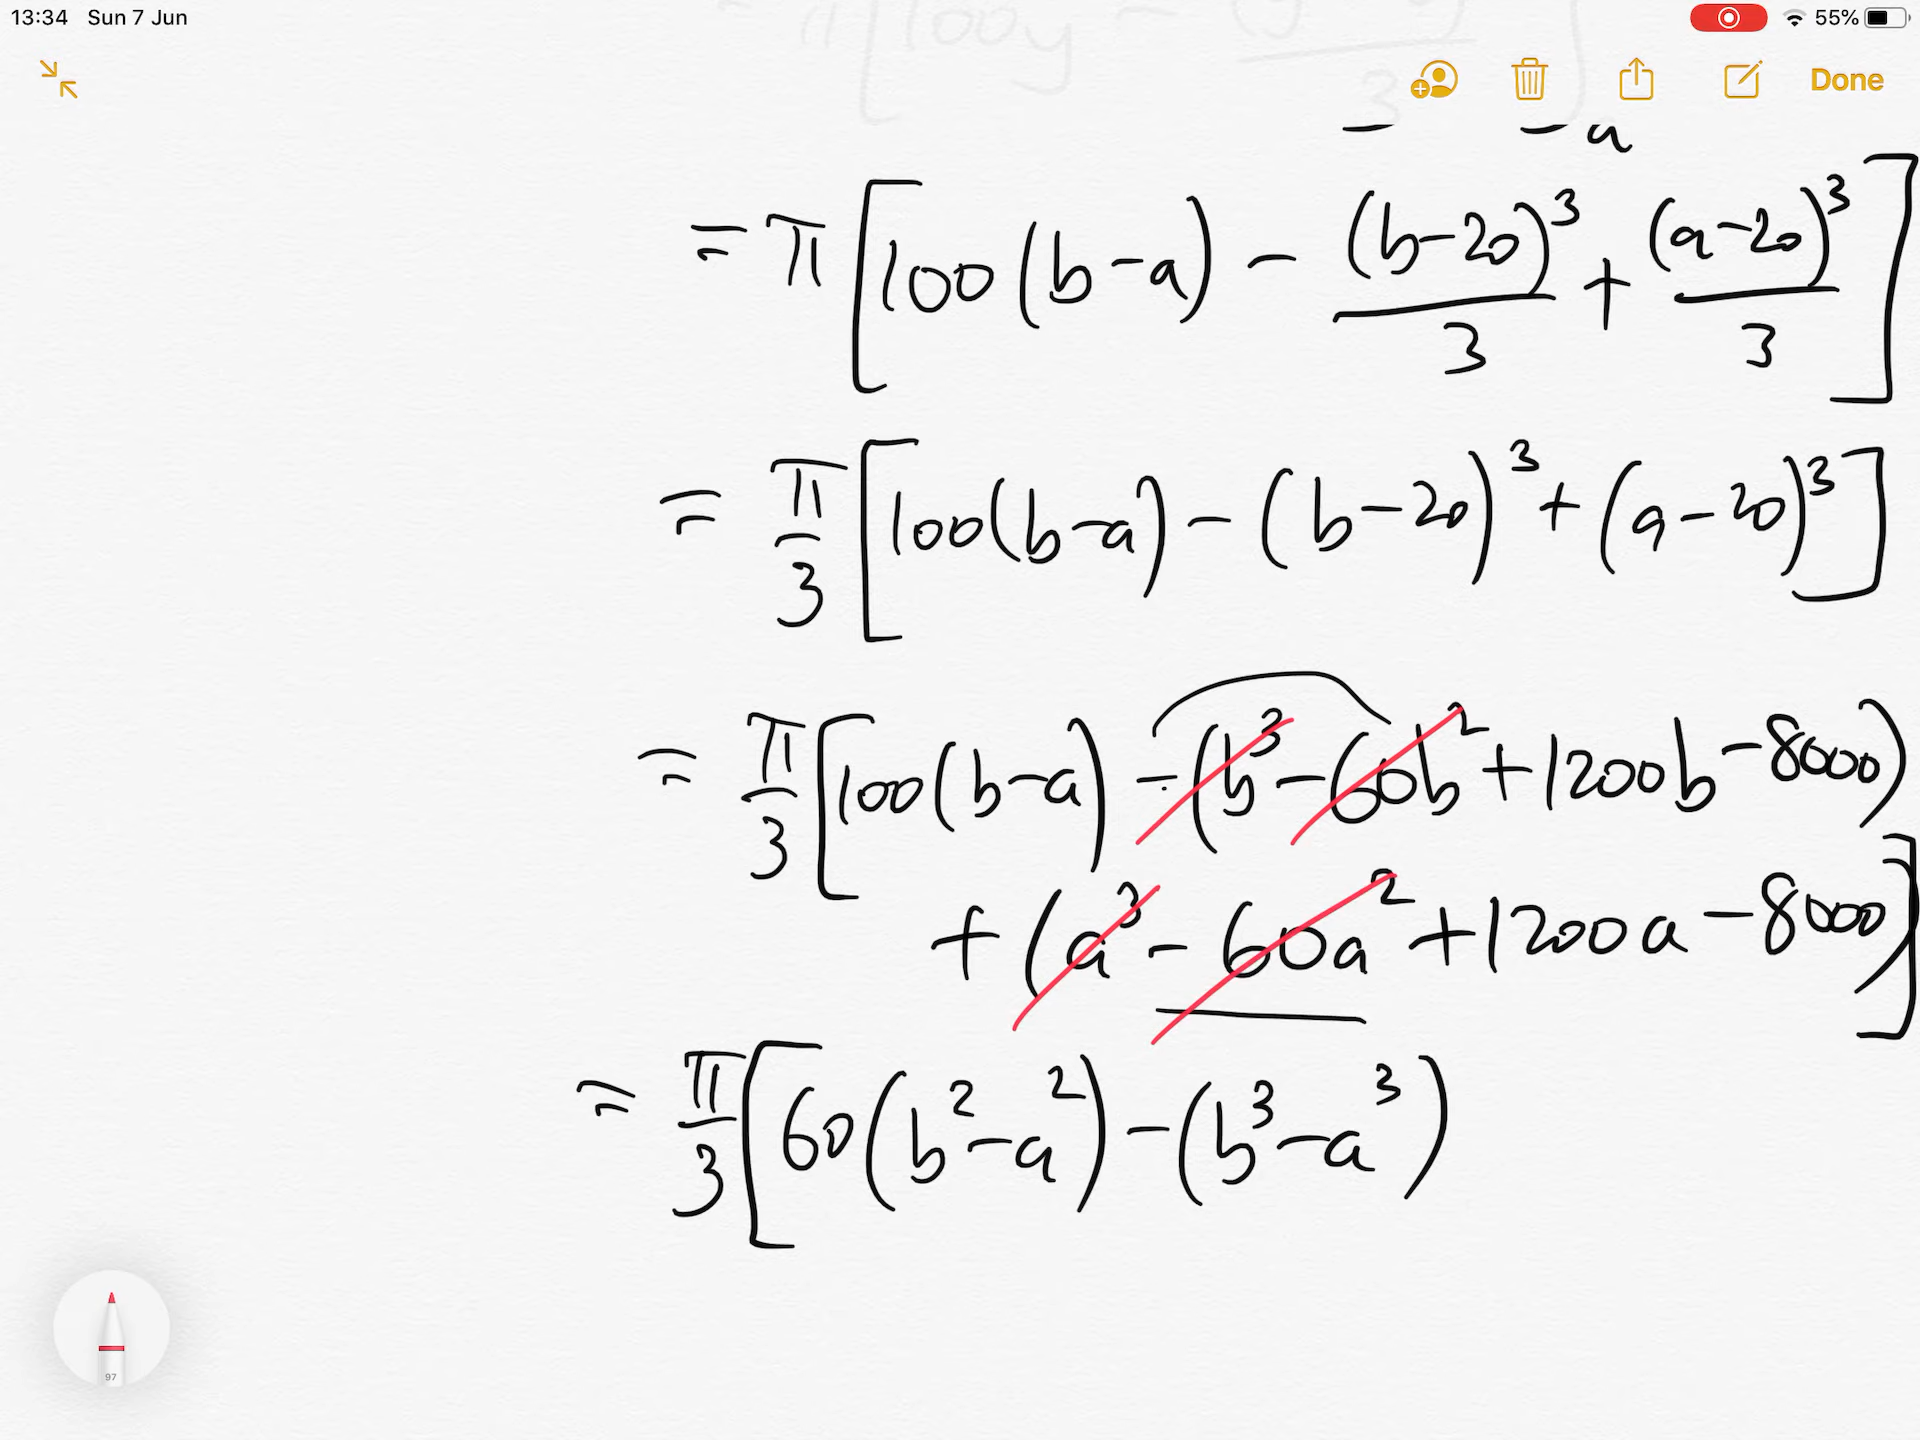 13:34 Sun 7 Jun 55%
Done
- - a
= π [100(b-a) - (b-20)³/3 + (a-20)³/3]
= π/3 [100(b-a) - (b-20)³ + (a-20)³]
= π/3 [100(b-a) - (b³ - 60b² + 1200b - 8000)
+ (a³ - 60a² + 1200a - 8000)]
= π/3 [60(b² - a²) - (b³ - a³)
97